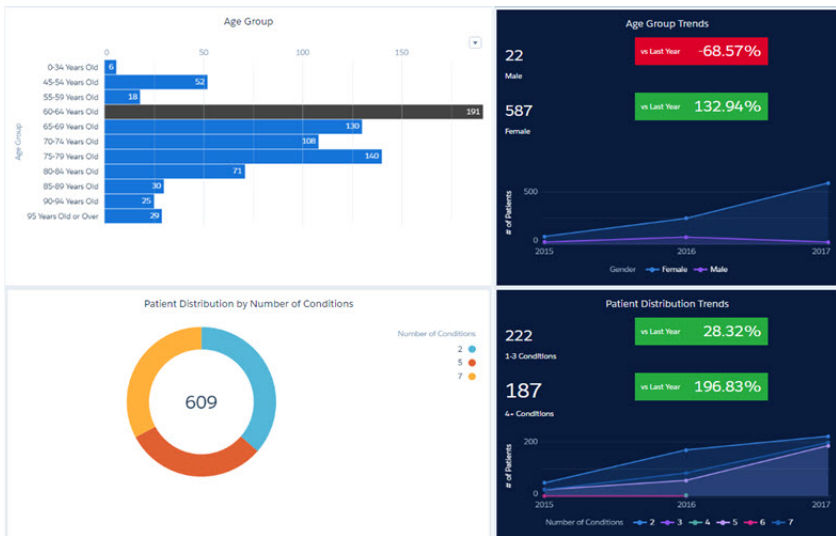 Age Group
0
50
100
150
0-34 Years Old 6
45-54 Years Old 52
55-59 Years Old 18
60-64 Years Old 191
65-69 Years Old 130
70-74 Years Old 108
75-79 Years Old 140
80-84 Years Old 71
85-89 Years Old 30
90-94 Years Old 25
95 Years Old or Over 29
Age Group
Age Group Trends
22
Male
vs Last Year -68.57%
587
Female
vs Last Year 132.94%
# of Patients
500
0
2015 2016 2017
Gender Female Male
Patient Distribution by Number of Conditions
609
Number of Conditions
2
5
7
Patient Distribution Trends
222
1-3 Conditions
vs Last Year 28.32%
187
4+ Conditions
vs Last Year 196.83%
# of Patients
200
0
2015 2016 2017
Number of Conditions 2 3 4 5 6 7